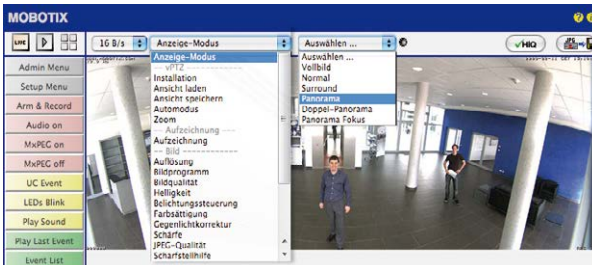 MOBOTIX
LIVE
16 B/s
Anzeige-Modus
Auswählen ...
HIQ
JPG
Admin Menu
Setup Menu
Arm & Record
Audio on
MxPEG on
MxPEG off
UC Event
LEDs Blink
Play Sound
Play Last Event
Event List
Anzeige-Modus
-- vPTZ --------------
Installation
Ansicht laden
Ansicht speichern
Automodus
Zoom
-- Aufzeichnung ---
Aufzeichnung
-- Bild --------------
Auflösung
Bildprogramm
Bildqualität
Helligkeit
Belichtungssteuerung
Farbsättigung
Gegenlichtkorrektur
Schärfe
JPEG-Qualität
Scharfstellhilfe
Auswählen ...
Vollbild
Normal
Surround
Panorama
Doppel-Panorama
Panorama Fokus